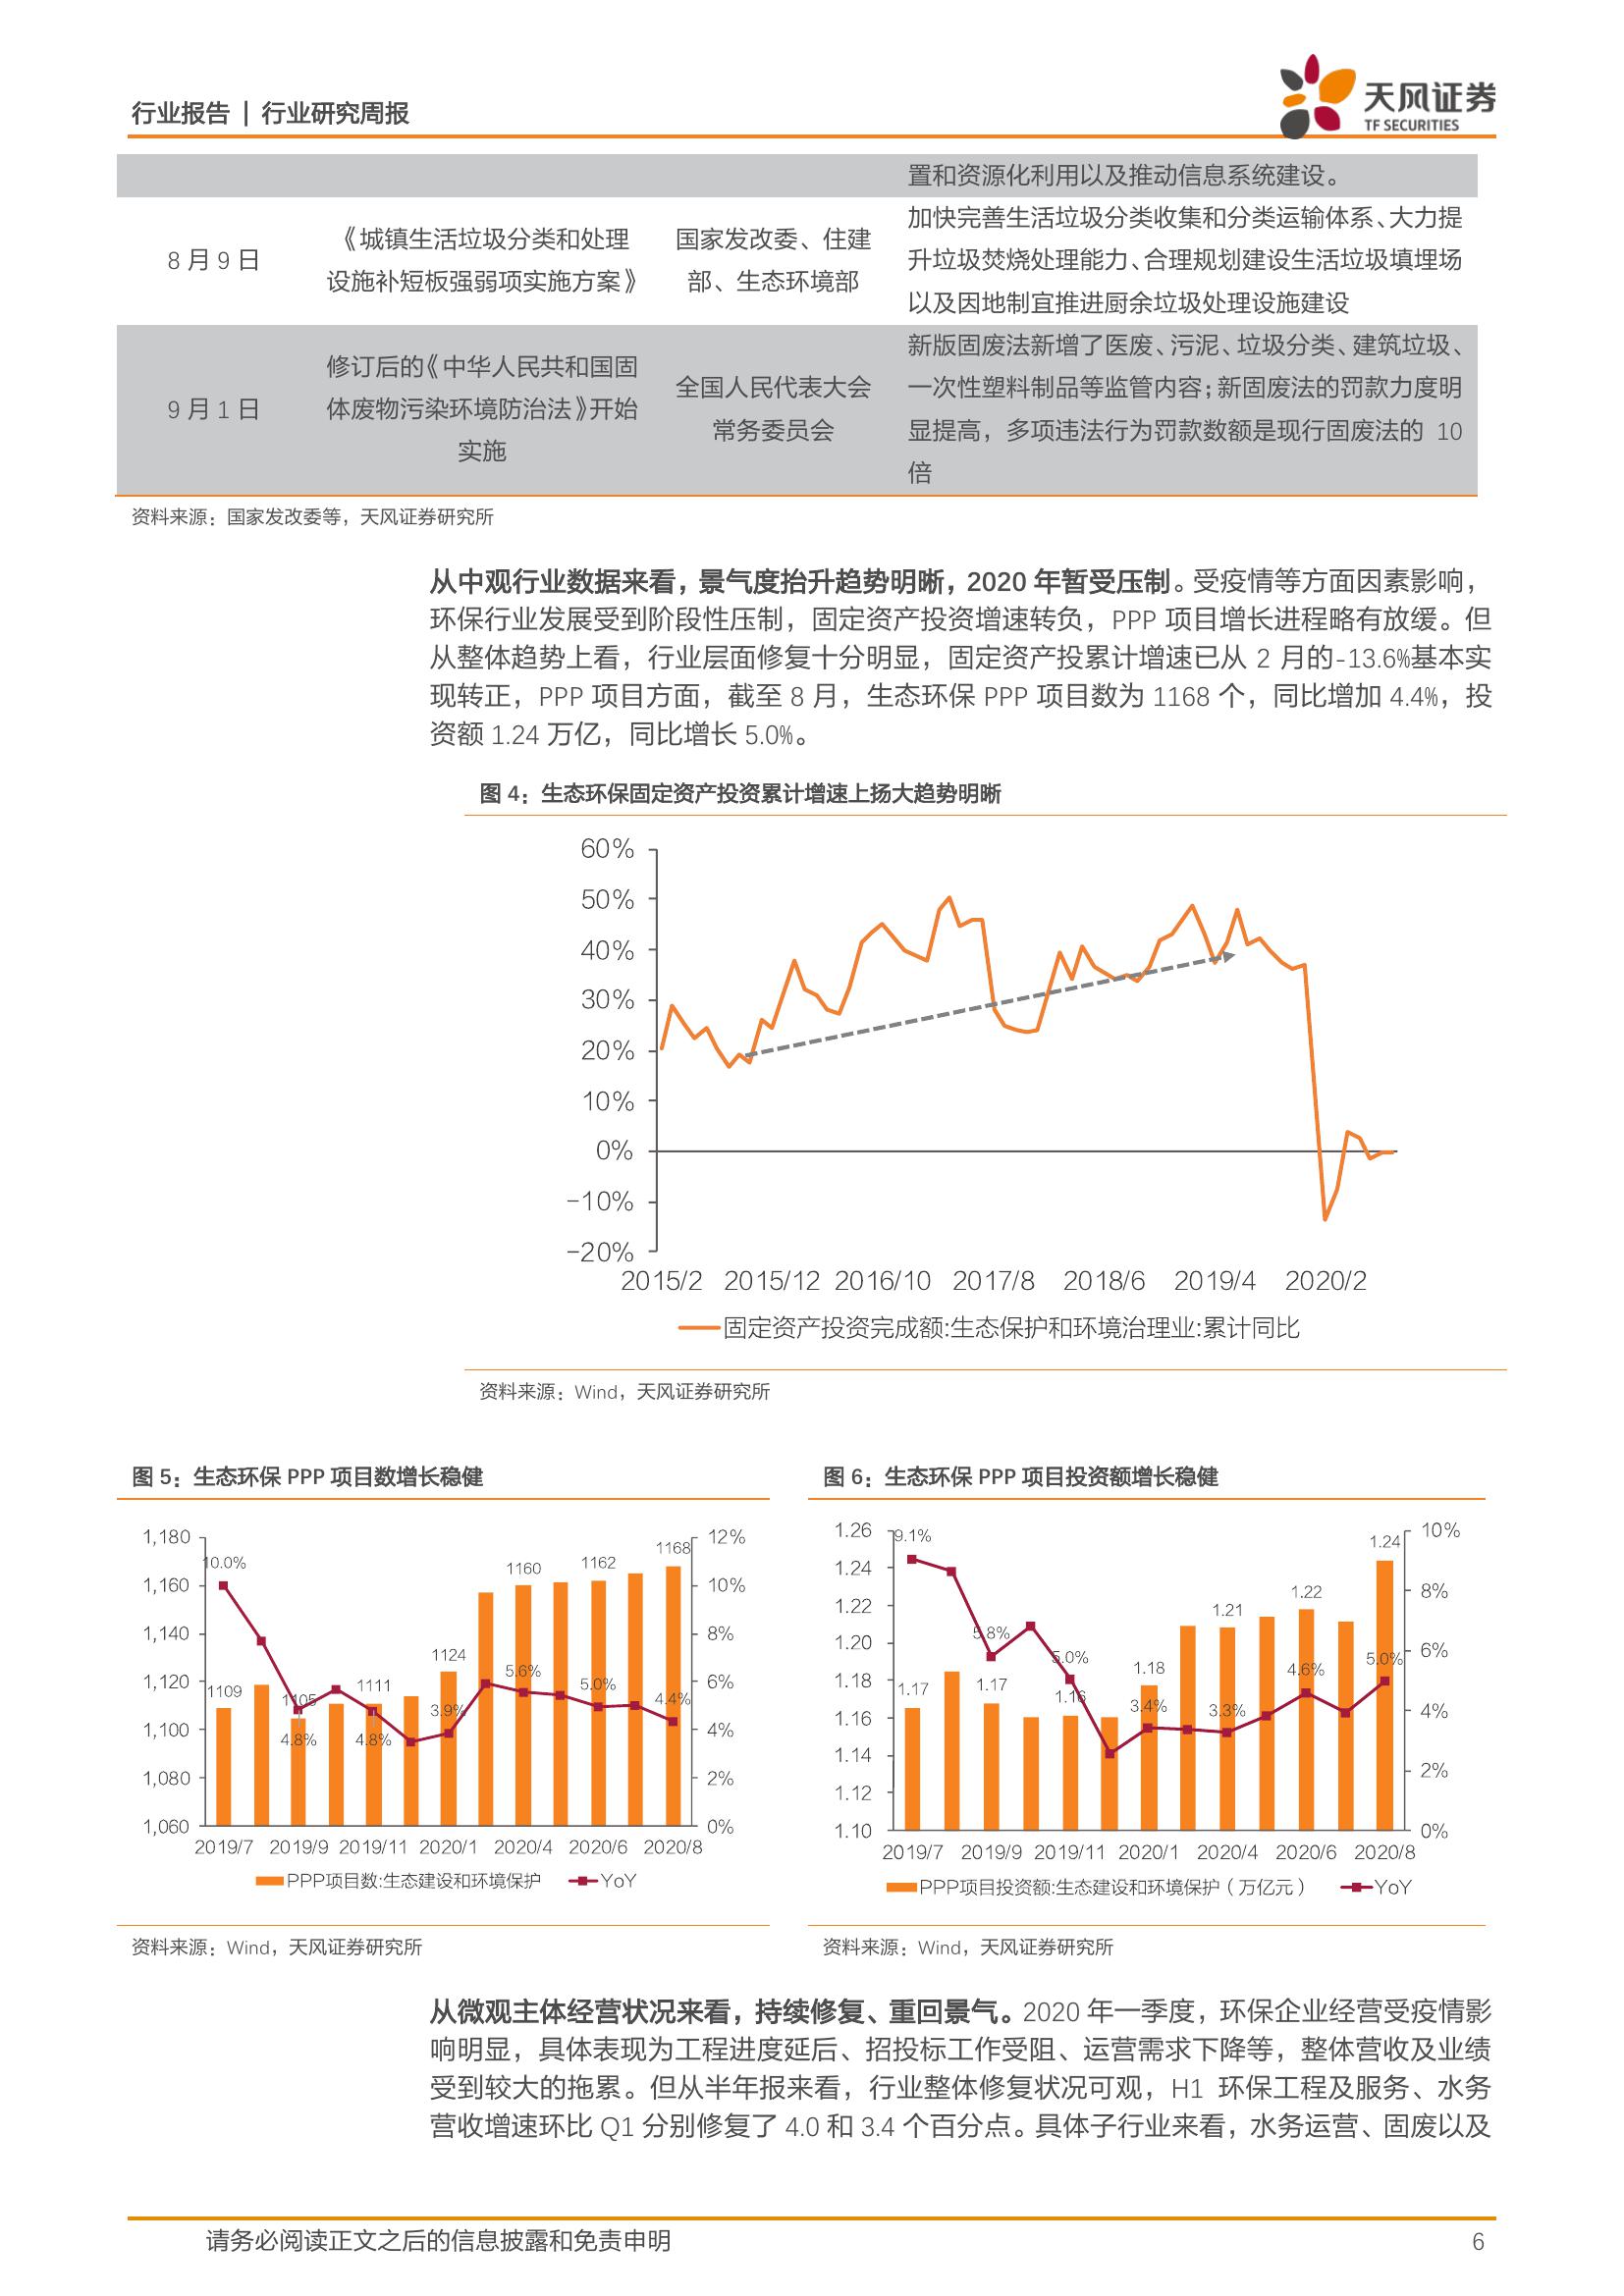 行业报告 | 行业研究周报
天风证券
TF SECURITIES
置和资源化利用以及推动信息系统建设。
8 月 9 日
《城镇生活垃圾分类和处理
设施补短板强弱项实施方案》
国家发改委、住建
部、生态环境部
加快完善生活垃圾分类收集和分类运输体系、大力提
升垃圾焚烧处理能力、合理规划建设生活垃圾填埋场
以及因地制宜推进厨余垃圾处理设施建设
9 月 1 日
修订后的《中华人民共和国固
体废物污染环境防治法》开始
实施
全国人民代表大会
常务委员会
新版固废法新增了医废、污泥、垃圾分类、建筑垃圾、
一次性塑料制品等监管内容；新固废法的罚款力度明
显提高，多项违法行为罚款数额是现行固废法的 10
倍
资料来源：国家发改委等，天风证券研究所
从中观行业数据来看，景气度抬升趋势明晰，2020 年暂受压制。受疫情等方面因素影响，
环保行业发展受到阶段性压制，固定资产投资增速转负，PPP 项目增长进程略有放缓。但
从整体趋势上看，行业层面修复十分明显，固定资产投累计增速已从 2 月的-13.6%基本实
现转正，PPP 项目方面，截至 8 月，生态环保 PPP 项目数为 1168 个，同比增加 4.4%，投
资额 1.24 万亿，同比增长 5.0%。
图 4：生态环保固定资产投资累计增速上扬大趋势明晰
60%
50%
40%
30%
20%
10%
0%
-10%
-20%
2015/2 2015/12 2016/10 2017/8 2018/6 2019/4 2020/2
固定资产投资完成额:生态保护和环境治理业:累计同比
资料来源：Wind，天风证券研究所
图 5：生态环保 PPP 项目数增长稳健
1,180
1,160
1,140
1,120
1,100
1,080
1,060
12%
10%
8%
6%
4%
2%
0%
1109
1105
1111
1124
1160
1162
1168
10.0%
4.8%
4.8%
3.9%
5.6%
5.0%
4.4%
2019/7 2019/9 2019/11 2020/1 2020/4 2020/6 2020/8
PPP项目数:生态建设和环境保护 YoY
资料来源：Wind，天风证券研究所
图 6：生态环保 PPP 项目投资额增长稳健
1.26
1.24
1.22
1.20
1.18
1.16
1.14
1.12
1.10
10%
8%
6%
4%
2%
0%
1.17
1.17
1.16
1.18
1.21
1.22
1.24
9.1%
5.8%
5.0%
3.4%
3.3%
4.6%
5.0%
2019/7 2019/9 2019/11 2020/1 2020/4 2020/6 2020/8
PPP项目投资额:生态建设和环境保护（万亿元） YoY
资料来源：Wind，天风证券研究所
从微观主体经营状况来看，持续修复、重回景气。2020 年一季度，环保企业经营受疫情影
响明显，具体表现为工程进度延后、招投标工作受阻、运营需求下降等，整体营收及业绩
受到较大的拖累。但从半年报来看，行业整体修复状况可观，H1 环保工程及服务、水务
营收增速环比 Q1 分别修复了 4.0 和 3.4 个百分点。具体子行业来看，水务运营、固废以及
请务必阅读正文之后的信息披露和免责申明
6